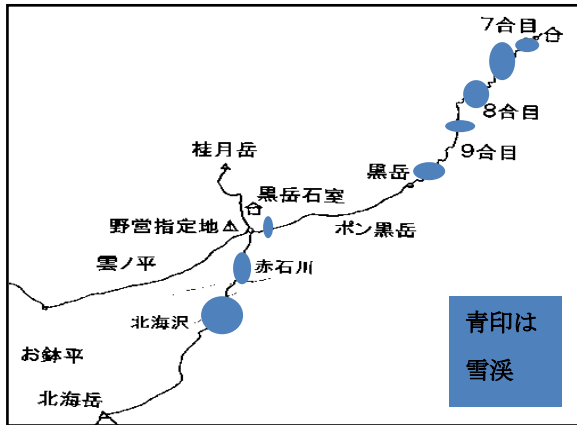 7合目
8合目
9合目
桂月岳
黒岳
黒岳石室
野営指定地
ポン黒岳
雲ノ平
赤石川
北海沢
お鉢平
北海岳
青印は
雪渓